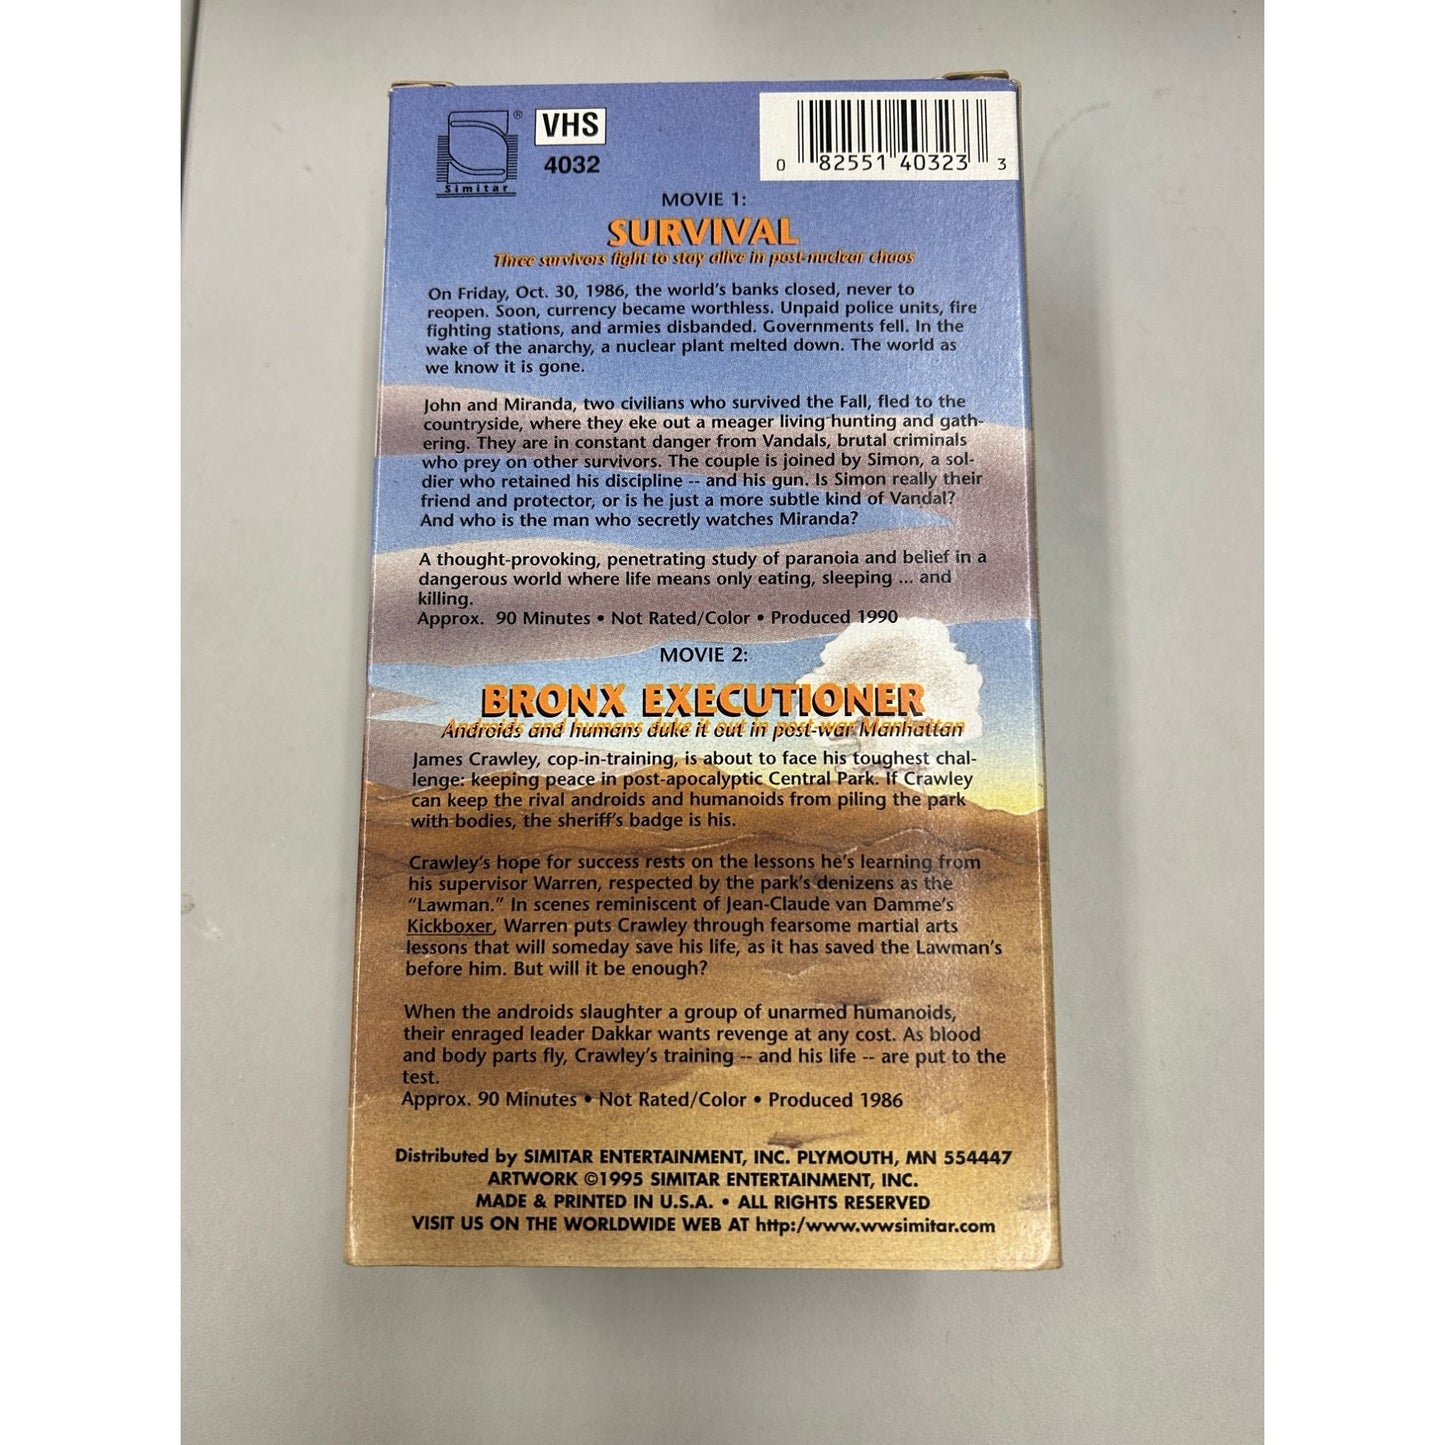 ®
VHS
4032
Simitar
0 82551 40323 3
MOVIE 1:
SURVIVAL
Three survivors fight to stay alive in post-nuclear chaos
On Friday, Oct. 30, 1986, the world's banks closed, never to
reopen. Soon, currency became worthless. Unpaid police units, fire
fighting stations, and armies disbanded. Governments fell. In the
wake of the anarchy, a nuclear plant melted down. The world as
we know it is gone.
John and Miranda, two civilians who survived the Fall, fled to the
countryside, where they eke out a meager living hunting and gath-
ering. They are in constant danger from Vandals, brutal criminals
who prey on other survivors. The couple is joined by Simon, a sol-
dier who retained his discipline -- and his gun. Is Simon really their
friend and protector, or is he just a more subtle kind of Vandal?
And who is the man who secretly watches Miranda?
A thought-provoking, penetrating study of paranoia and belief in a
dangerous world where life means only eating, sleeping ... and
killing.
Approx. 90 Minutes • Not Rated/Color • Produced 1990
MOVIE 2:
BRONX EXECUTIONER
Androids and humans duke it out in post-war Manhattan
James Crawley, cop-in-training, is about to face his toughest chal-
lenge: keeping peace in post-apocalyptic Central Park. If Crawley
can keep the rival androids and humanoids from piling the park
with bodies, the sheriff's badge is his.
Crawley's hope for success rests on the lessons he's learning from
his supervisor Warren, respected by the park's denizens as the
"Lawman." In scenes reminiscent of Jean-Claude van Damme's
Kickboxer, Warren puts Crawley through fearsome martial arts
lessons that will someday save his life, as it has saved the Lawman's
before him. But will it be enough?
When the androids slaughter a group of unarmed humanoids,
their enraged leader Dakkar wants revenge at any cost. As blood
and body parts fly, Crawley's training -- and his life -- are put to the
test.
Approx. 90 Minutes • Not Rated/Color • Produced 1986
Distributed by SIMITAR ENTERTAINMENT, INC. PLYMOUTH, MN 554447
ARTWORK ©1995 SIMITAR ENTERTAINMENT, INC.
MADE & PRINTED IN U.S.A. • ALL RIGHTS RESERVED
VISIT US ON THE WORLDWIDE WEB AT http:/www.wwsimitar.com